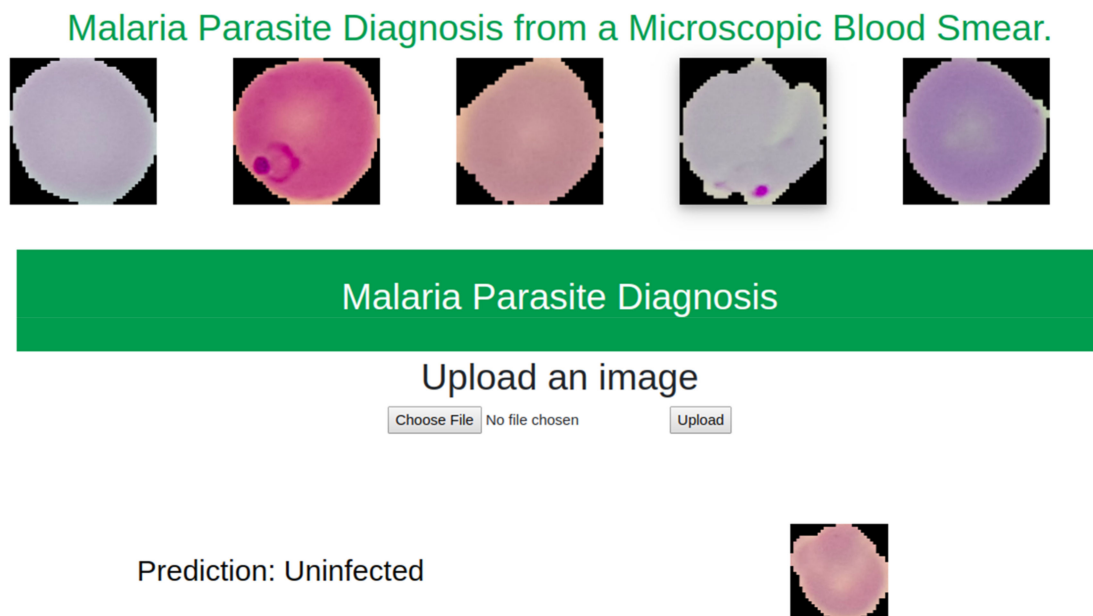 Malaria Parasite Diagnosis from a Microscopic Blood Smear.
Malaria Parasite Diagnosis
Upload an image
Choose File No file chosen Upload
Prediction: Uninfected